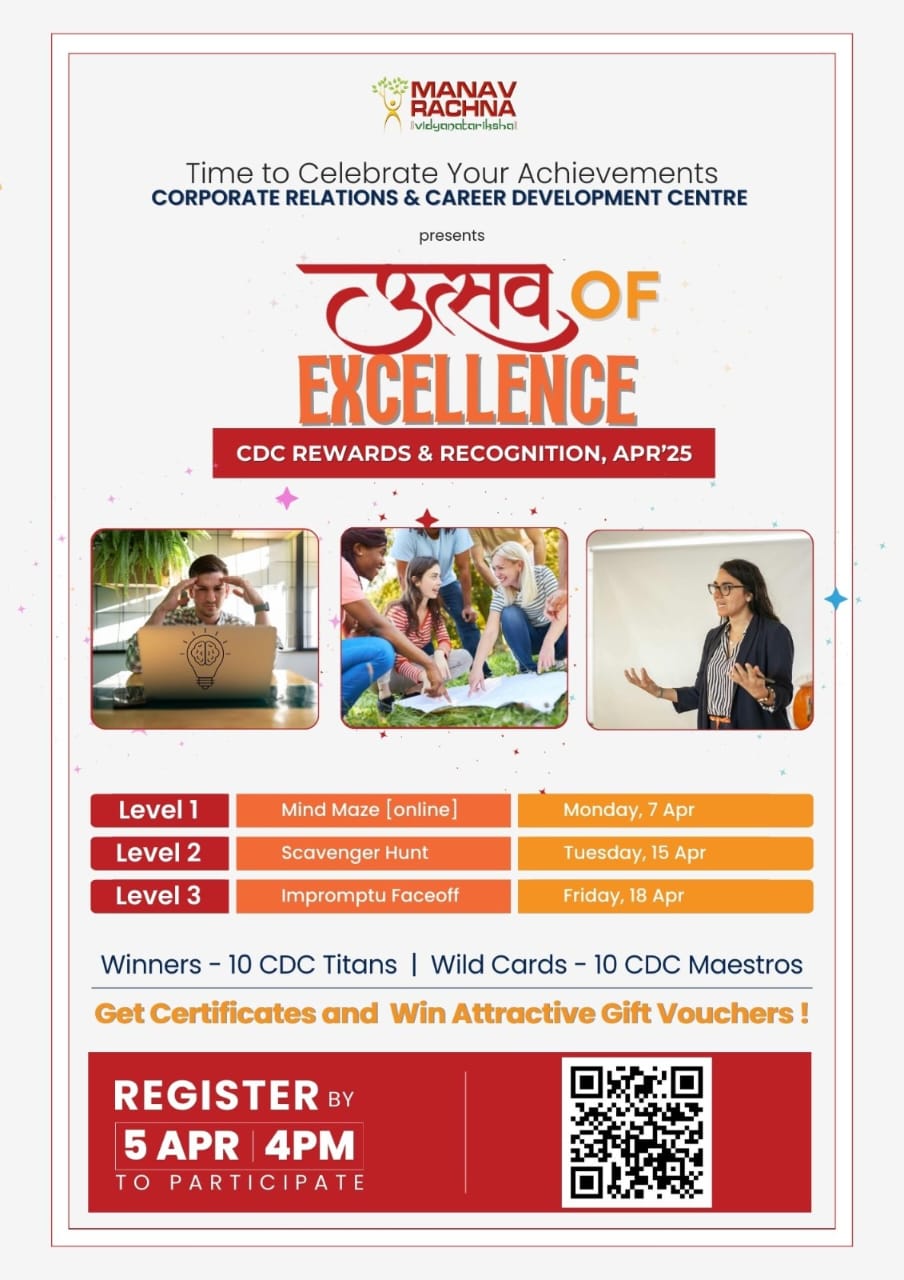 MANAV
RACHNA
vidyanatariksha
Time to Celebrate Your Achievements
CORPORATE RELATIONS & CAREER DEVELOPMENT CENTRE
presents
उत्सव OF
EXCELLENCE
CDC REWARDS & RECOGNITION, APR’25
Level 1 Mind Maze [online] Monday, 7 Apr
Level 2 Scavenger Hunt Tuesday, 15 Apr
Level 3 Impromptu Faceoff Friday, 18 Apr
Winners - 10 CDC Titans | Wild Cards - 10 CDC Maestros
Get Certificates and Win Attractive Gift Vouchers !
REGISTER BY
5 APR | 4PM
TO PARTICIPATE